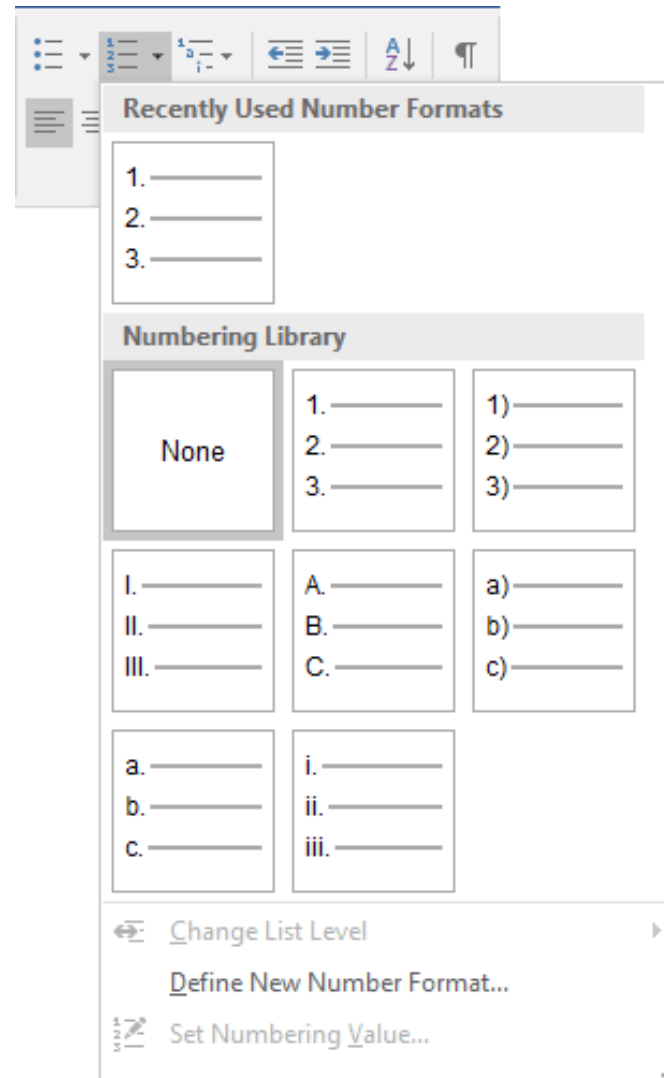 Recently Used Number Formats
1.
2.
3.
Numbering Library
None
1.
2.
3.
1)
2)
3)
I.
II.
III.
A.
B.
C.
a)
b)
c)
a.
b.
c.
i.
ii.
iii.
Change List Level
Define New Number Format...
Set Numbering Value...